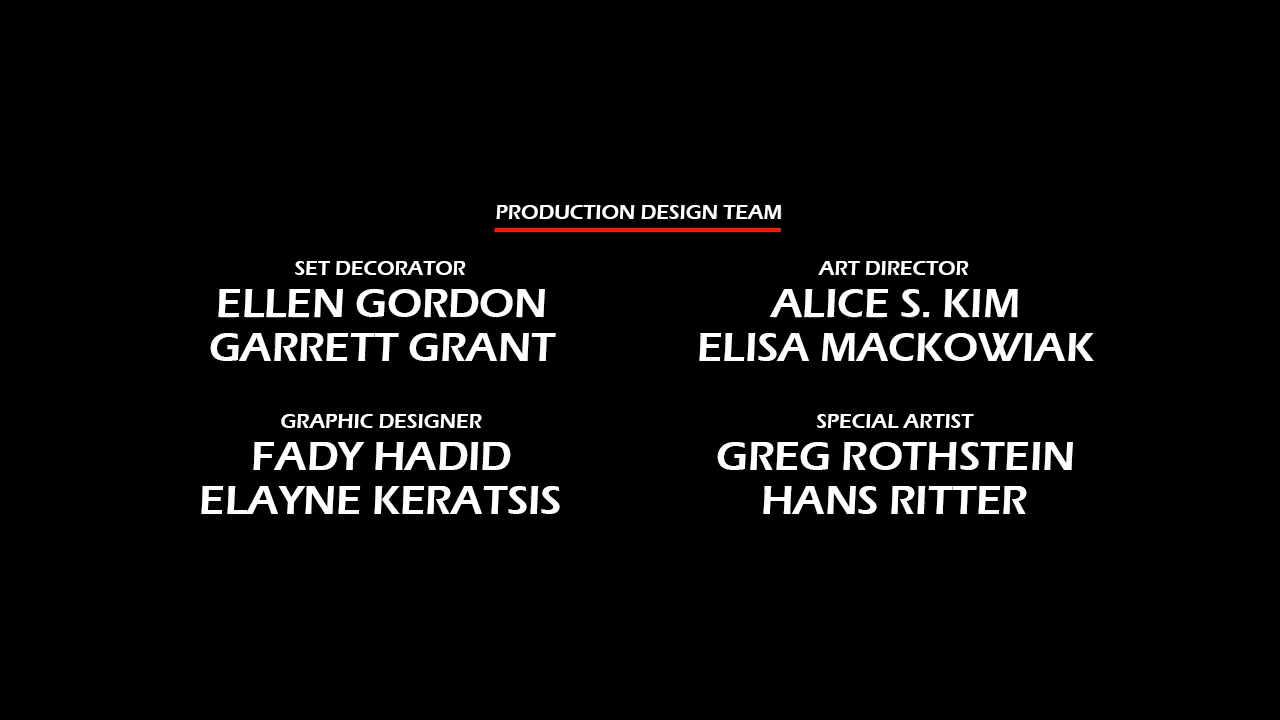 PRODUCTION DESIGN TEAM
SET DECORATOR
ELLEN GORDON
GARRETT GRANT
ART DIRECTOR
ALICE S. KIM
ELISA MACKOWIAK
GRAPHIC DESIGNER
FADY HADID
ELAYNE KERATSIS
SPECIAL ARTIST
GREG ROTHSTEIN
HANS RITTER